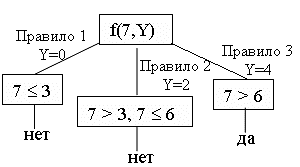 f(7,Y)
Правило 1
Y=0
Правило 2
Y=2
Правило 3
Y=4
7 ≤ 3
7 > 3, 7 ≤ 6
7 > 6
нет
нет
да